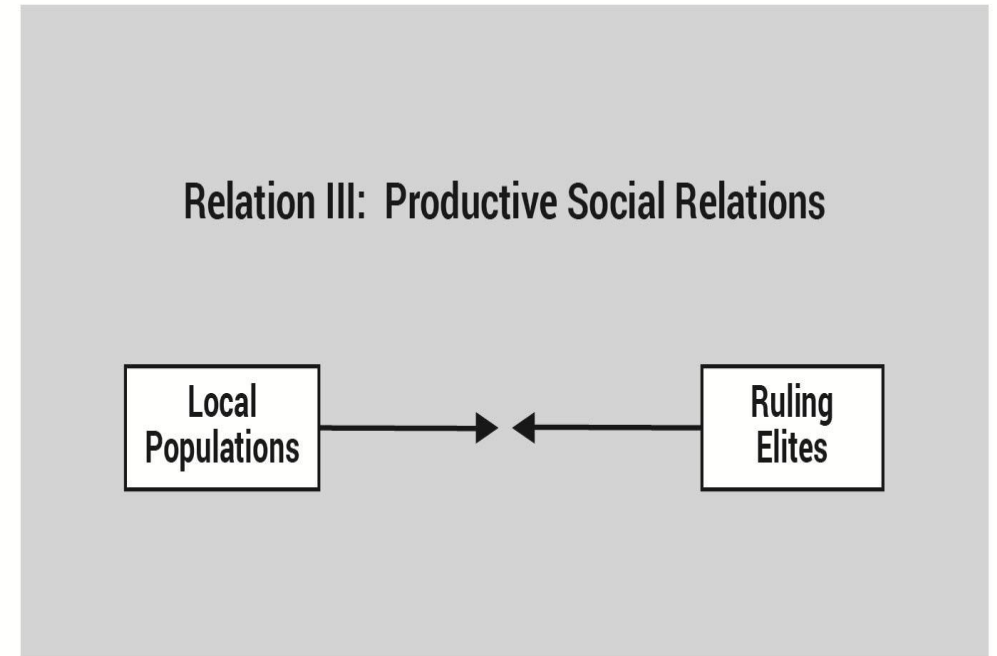 Relation III: Productive Social Relations
Local
Populations
Ruling
Elites